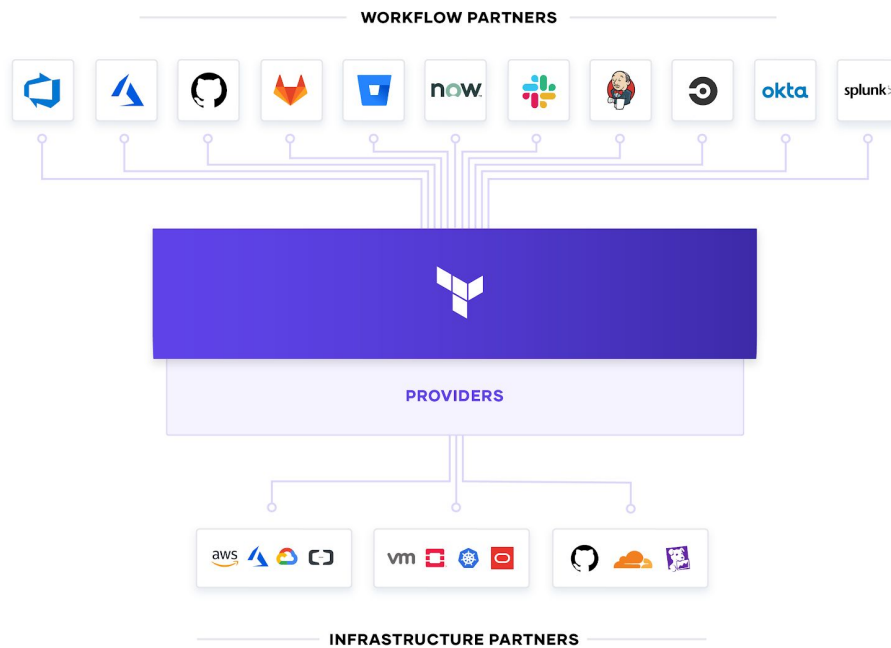 WORKFLOW PARTNERS
now
okta
splunk>
PROVIDERS
aws
vm
INFRASTRUCTURE PARTNERS